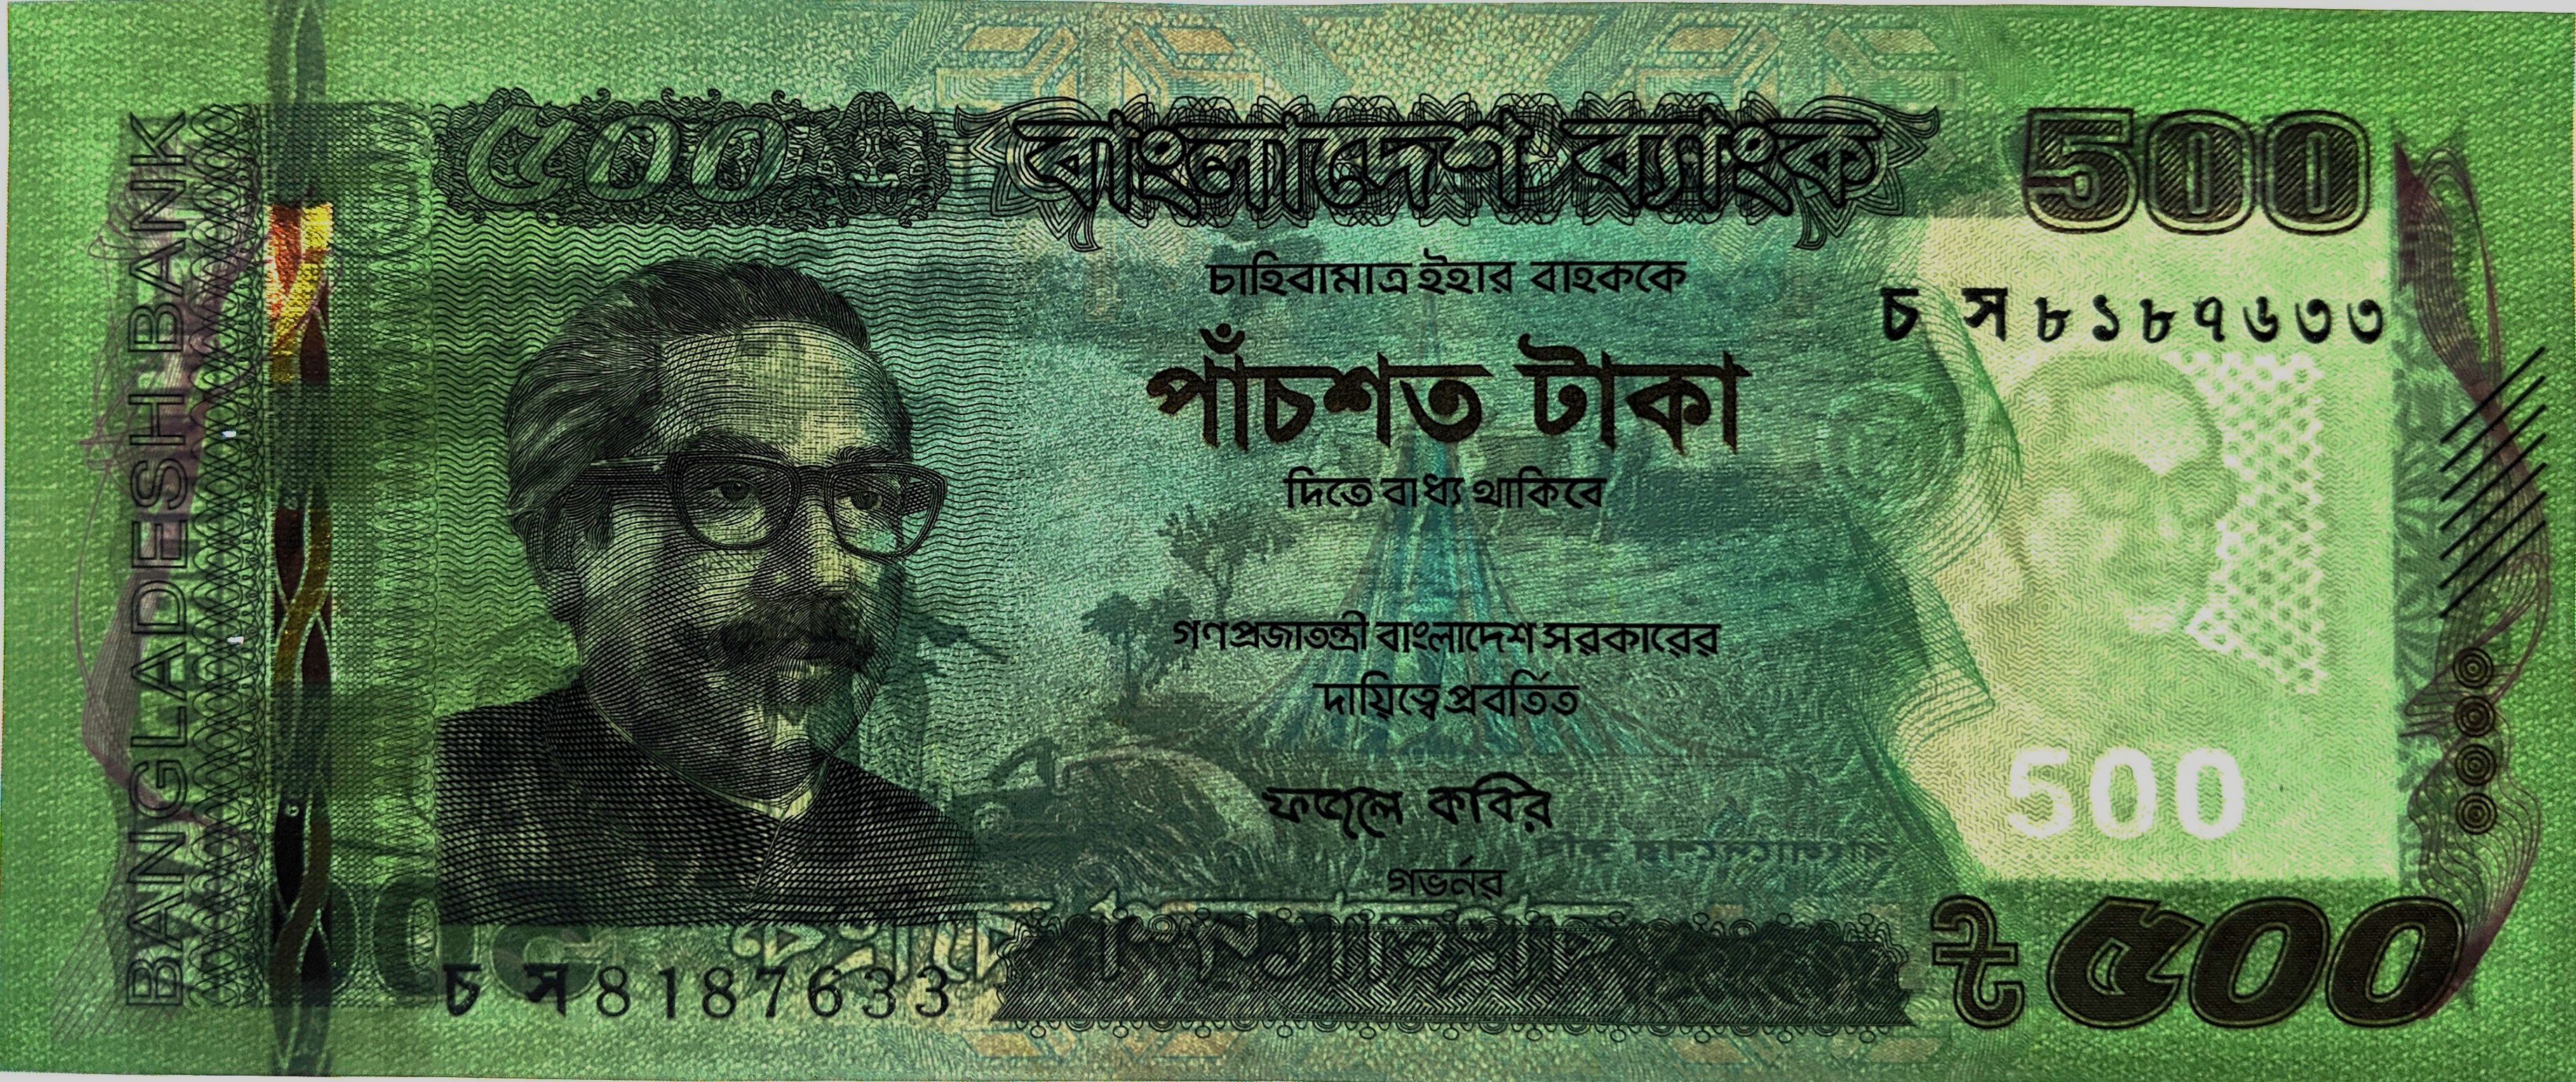 BANGLADESH BANK
৫০০
বাংলাদেশ ব্যাংক
500
চাহিবামাত্র ইহার বাহককে
চ স ৮১৮৭৬৩৩
পাঁচশত টাকা
দিতে বাধ্য থাকিবে
গণপ্রজাতন্ত্রী বাংলাদেশ সরকারের
দায়িত্বে প্রবর্তিত
500
ফজলে কবির
গভর্নর
চ স 8187633
৳ ৫০০